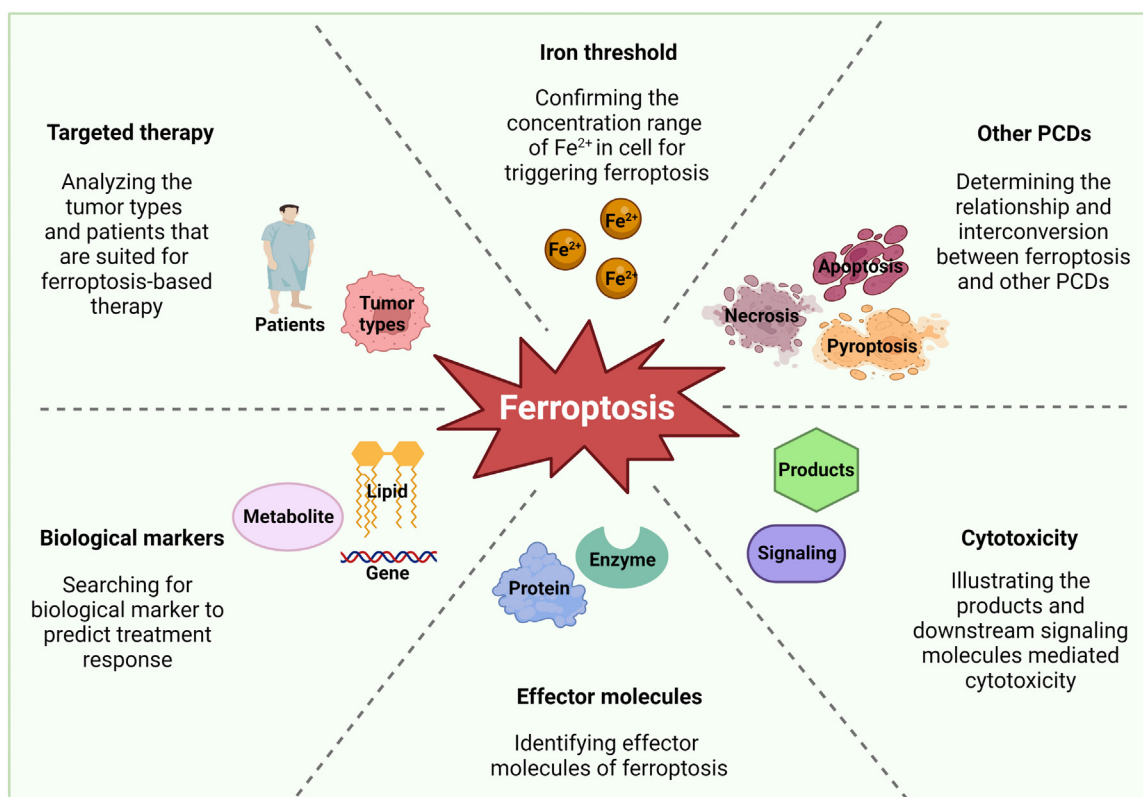 Iron threshold
Confirming the
concentration range
of Fe²⁺ in cell for
triggering ferroptosis
Fe²⁺
Fe²⁺
Fe²⁺
Targeted therapy
Analyzing the
tumor types
and patients that
are suited for
ferroptosis-based
therapy
Patients
Tumor
types
Other PCDs
Determining the
relationship and
interconversion
between ferroptosis
and other PCDs
Apoptosis
Necrosis
Pyroptosis
Ferroptosis
Biological markers
Searching for
biological marker to
predict treatment
response
Lipid
Metabolite
Gene
Protein
Enzyme
Effector molecules
Identifying effector
molecules of ferroptosis
Products
Signaling
Cytotoxicity
Illustrating the
products and
downstream signaling
molecules mediated
cytotoxicity